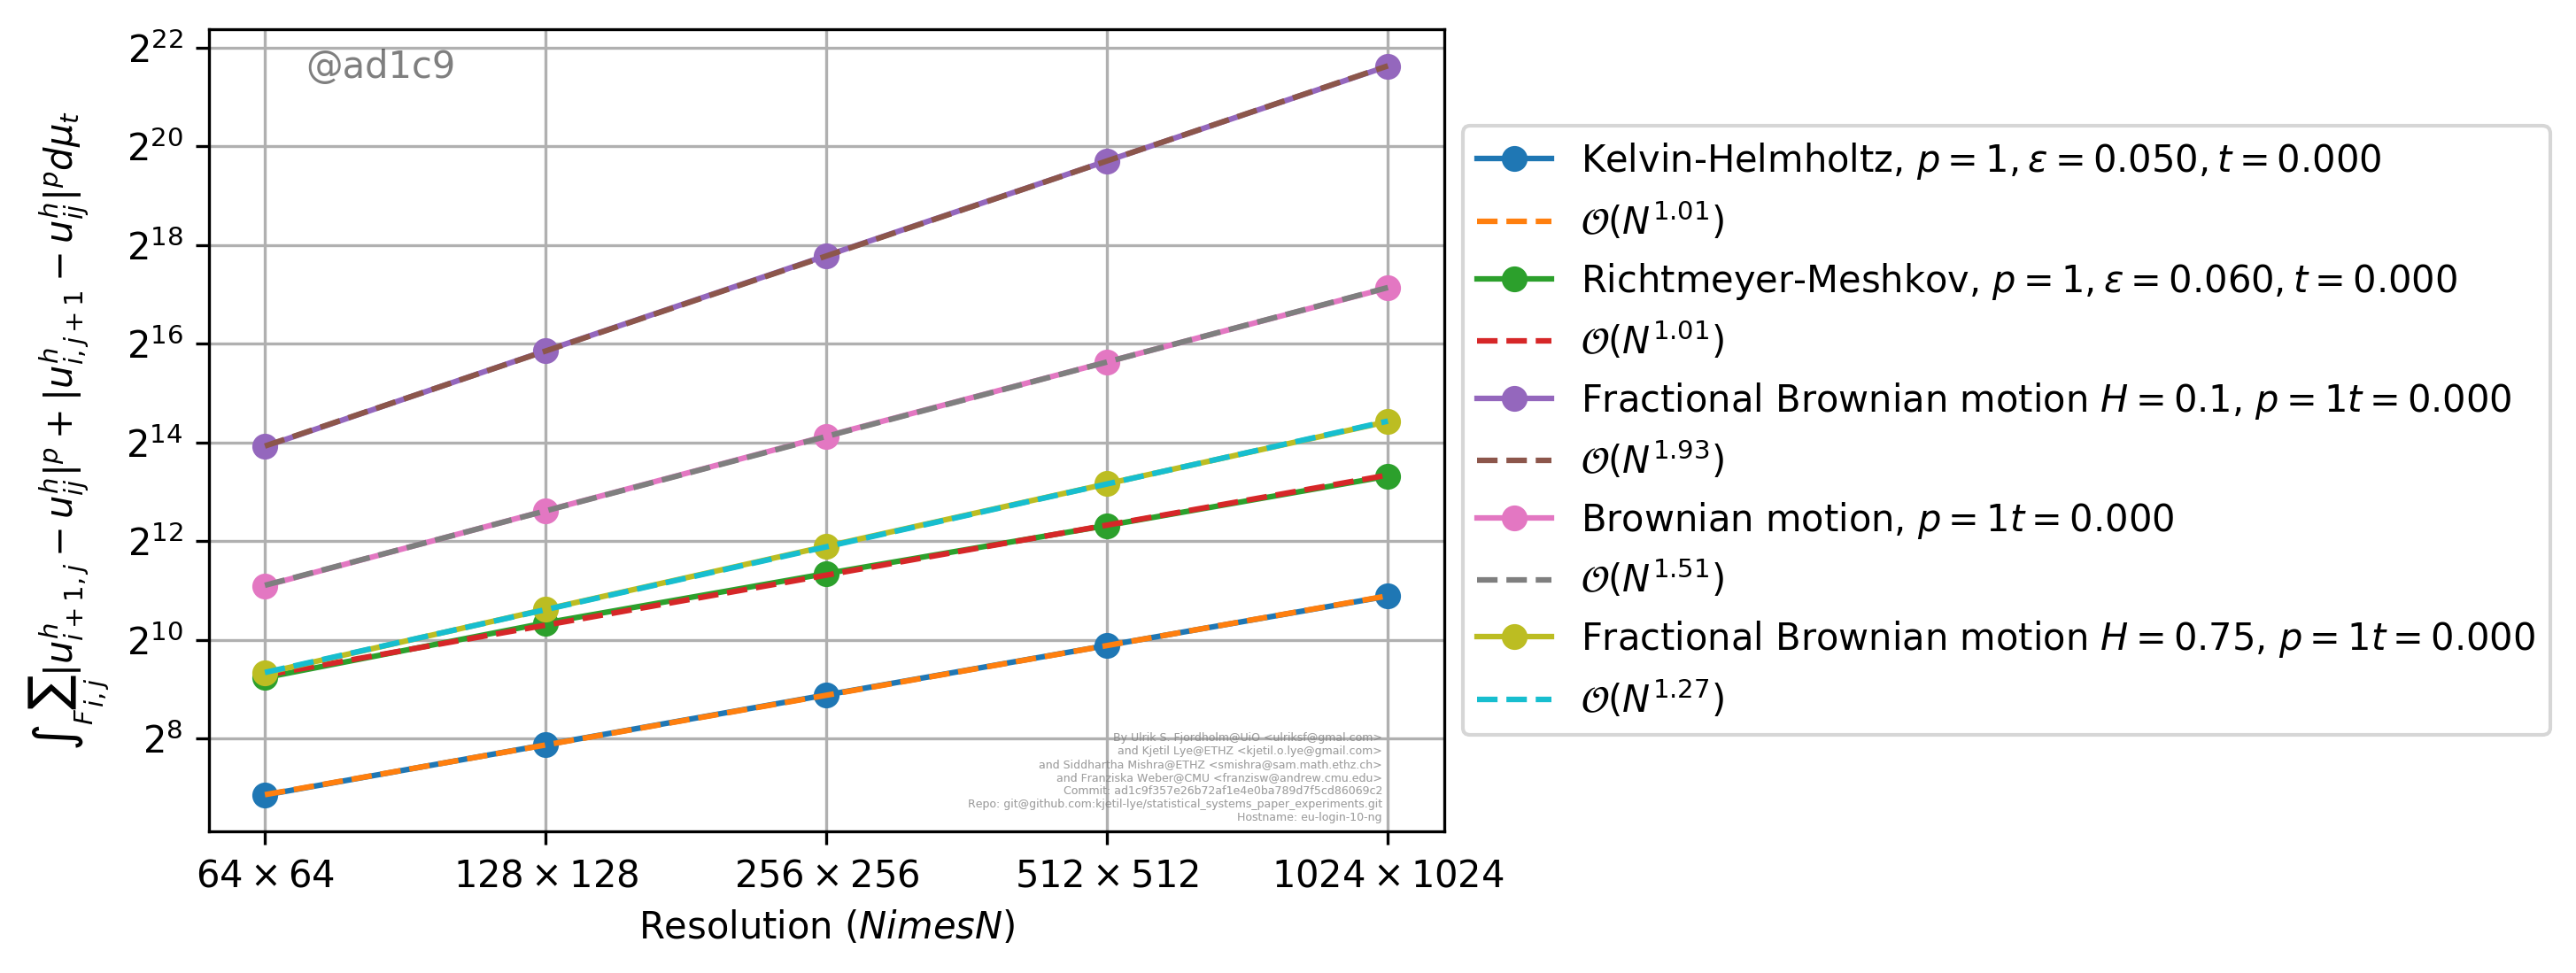 @ad1c9
2^22
2^20
2^18
2^16
2^14
2^12
2^10
2^8
∫ ∑_{F_{i,j}} |u^h_{i+1,j} − u^h_{ij}|^p + |u^h_{i,j+1} − u^h_{ij}|^p dμ_t
64 × 64
128 × 128
256 × 256
512 × 512
1024 × 1024
Resolution (NimesN)
Kelvin-Helmholtz, p = 1, ε = 0.050, t = 0.000
𝒪(N^1.01)
Richtmeyer-Meshkov, p = 1, ε = 0.060, t = 0.000
𝒪(N^1.01)
Fractional Brownian motion H = 0.1, p = 1t = 0.000
𝒪(N^1.93)
Brownian motion, p = 1t = 0.000
𝒪(N^1.51)
Fractional Brownian motion H = 0.75, p = 1t = 0.000
𝒪(N^1.27)
By Ulrik S. Fjordholm@UiO <ulriksf@gmal.com>
and Kjetil Lye@ETHZ <kjetil.o.lye@gmail.com>
and Siddhartha Mishra@ETHZ <smishra@sam.math.ethz.ch>
and Franziska Weber@CMU <franzisw@andrew.cmu.edu>
Commit: ad1c9f357e26b72af1e4e0ba789d7f5cd86069c2
Repo: git@github.com:kjetil-lye/statistical_systems_paper_experiments.git
Hostname: eu-login-10-ng